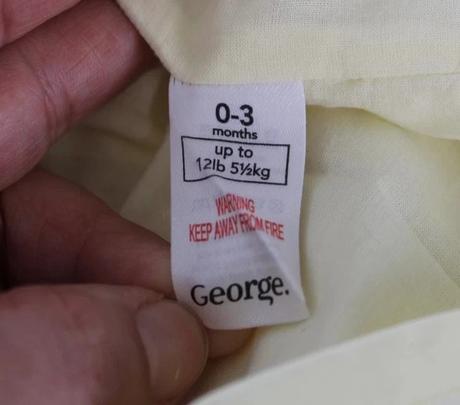 0-3
months
up to
12lb 5½kg
WARNING
KEEP AWAY FROM FIRE
George.